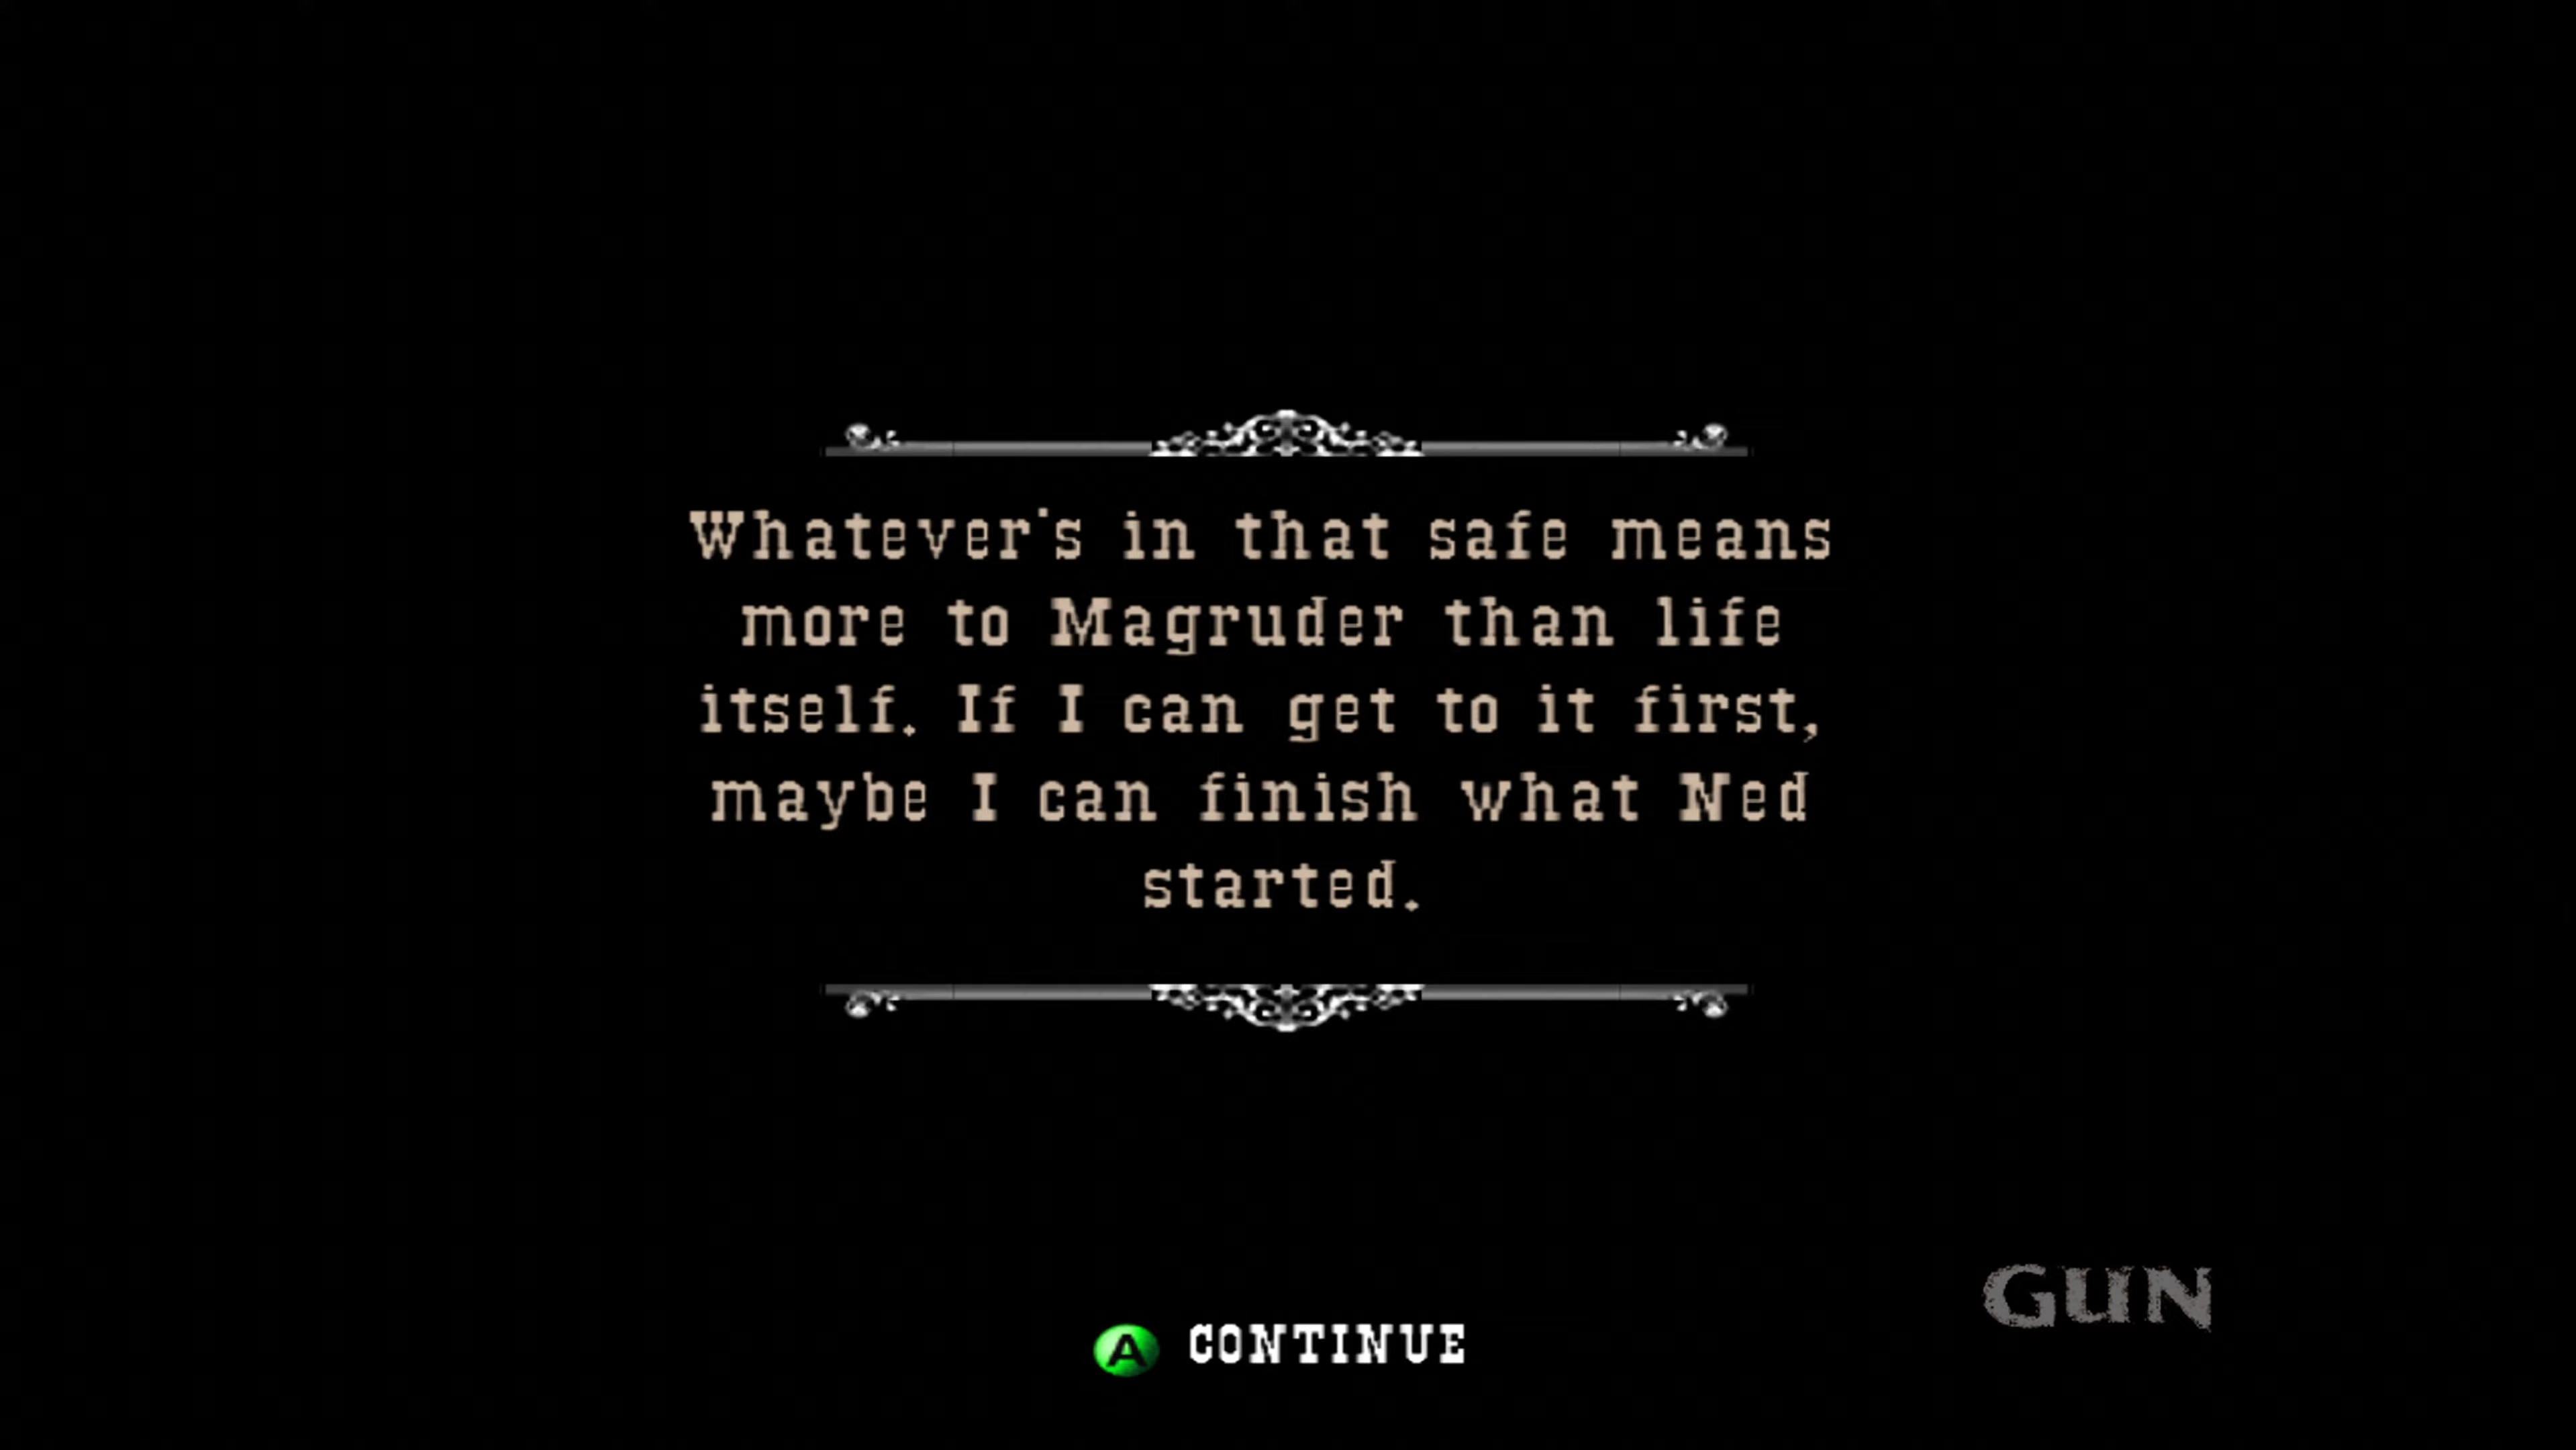 Whatever's in that safe means
more to Magruder than life
itself. If I can get to it first,
maybe I can finish what Ned
started.
GUN
A CONTINUE